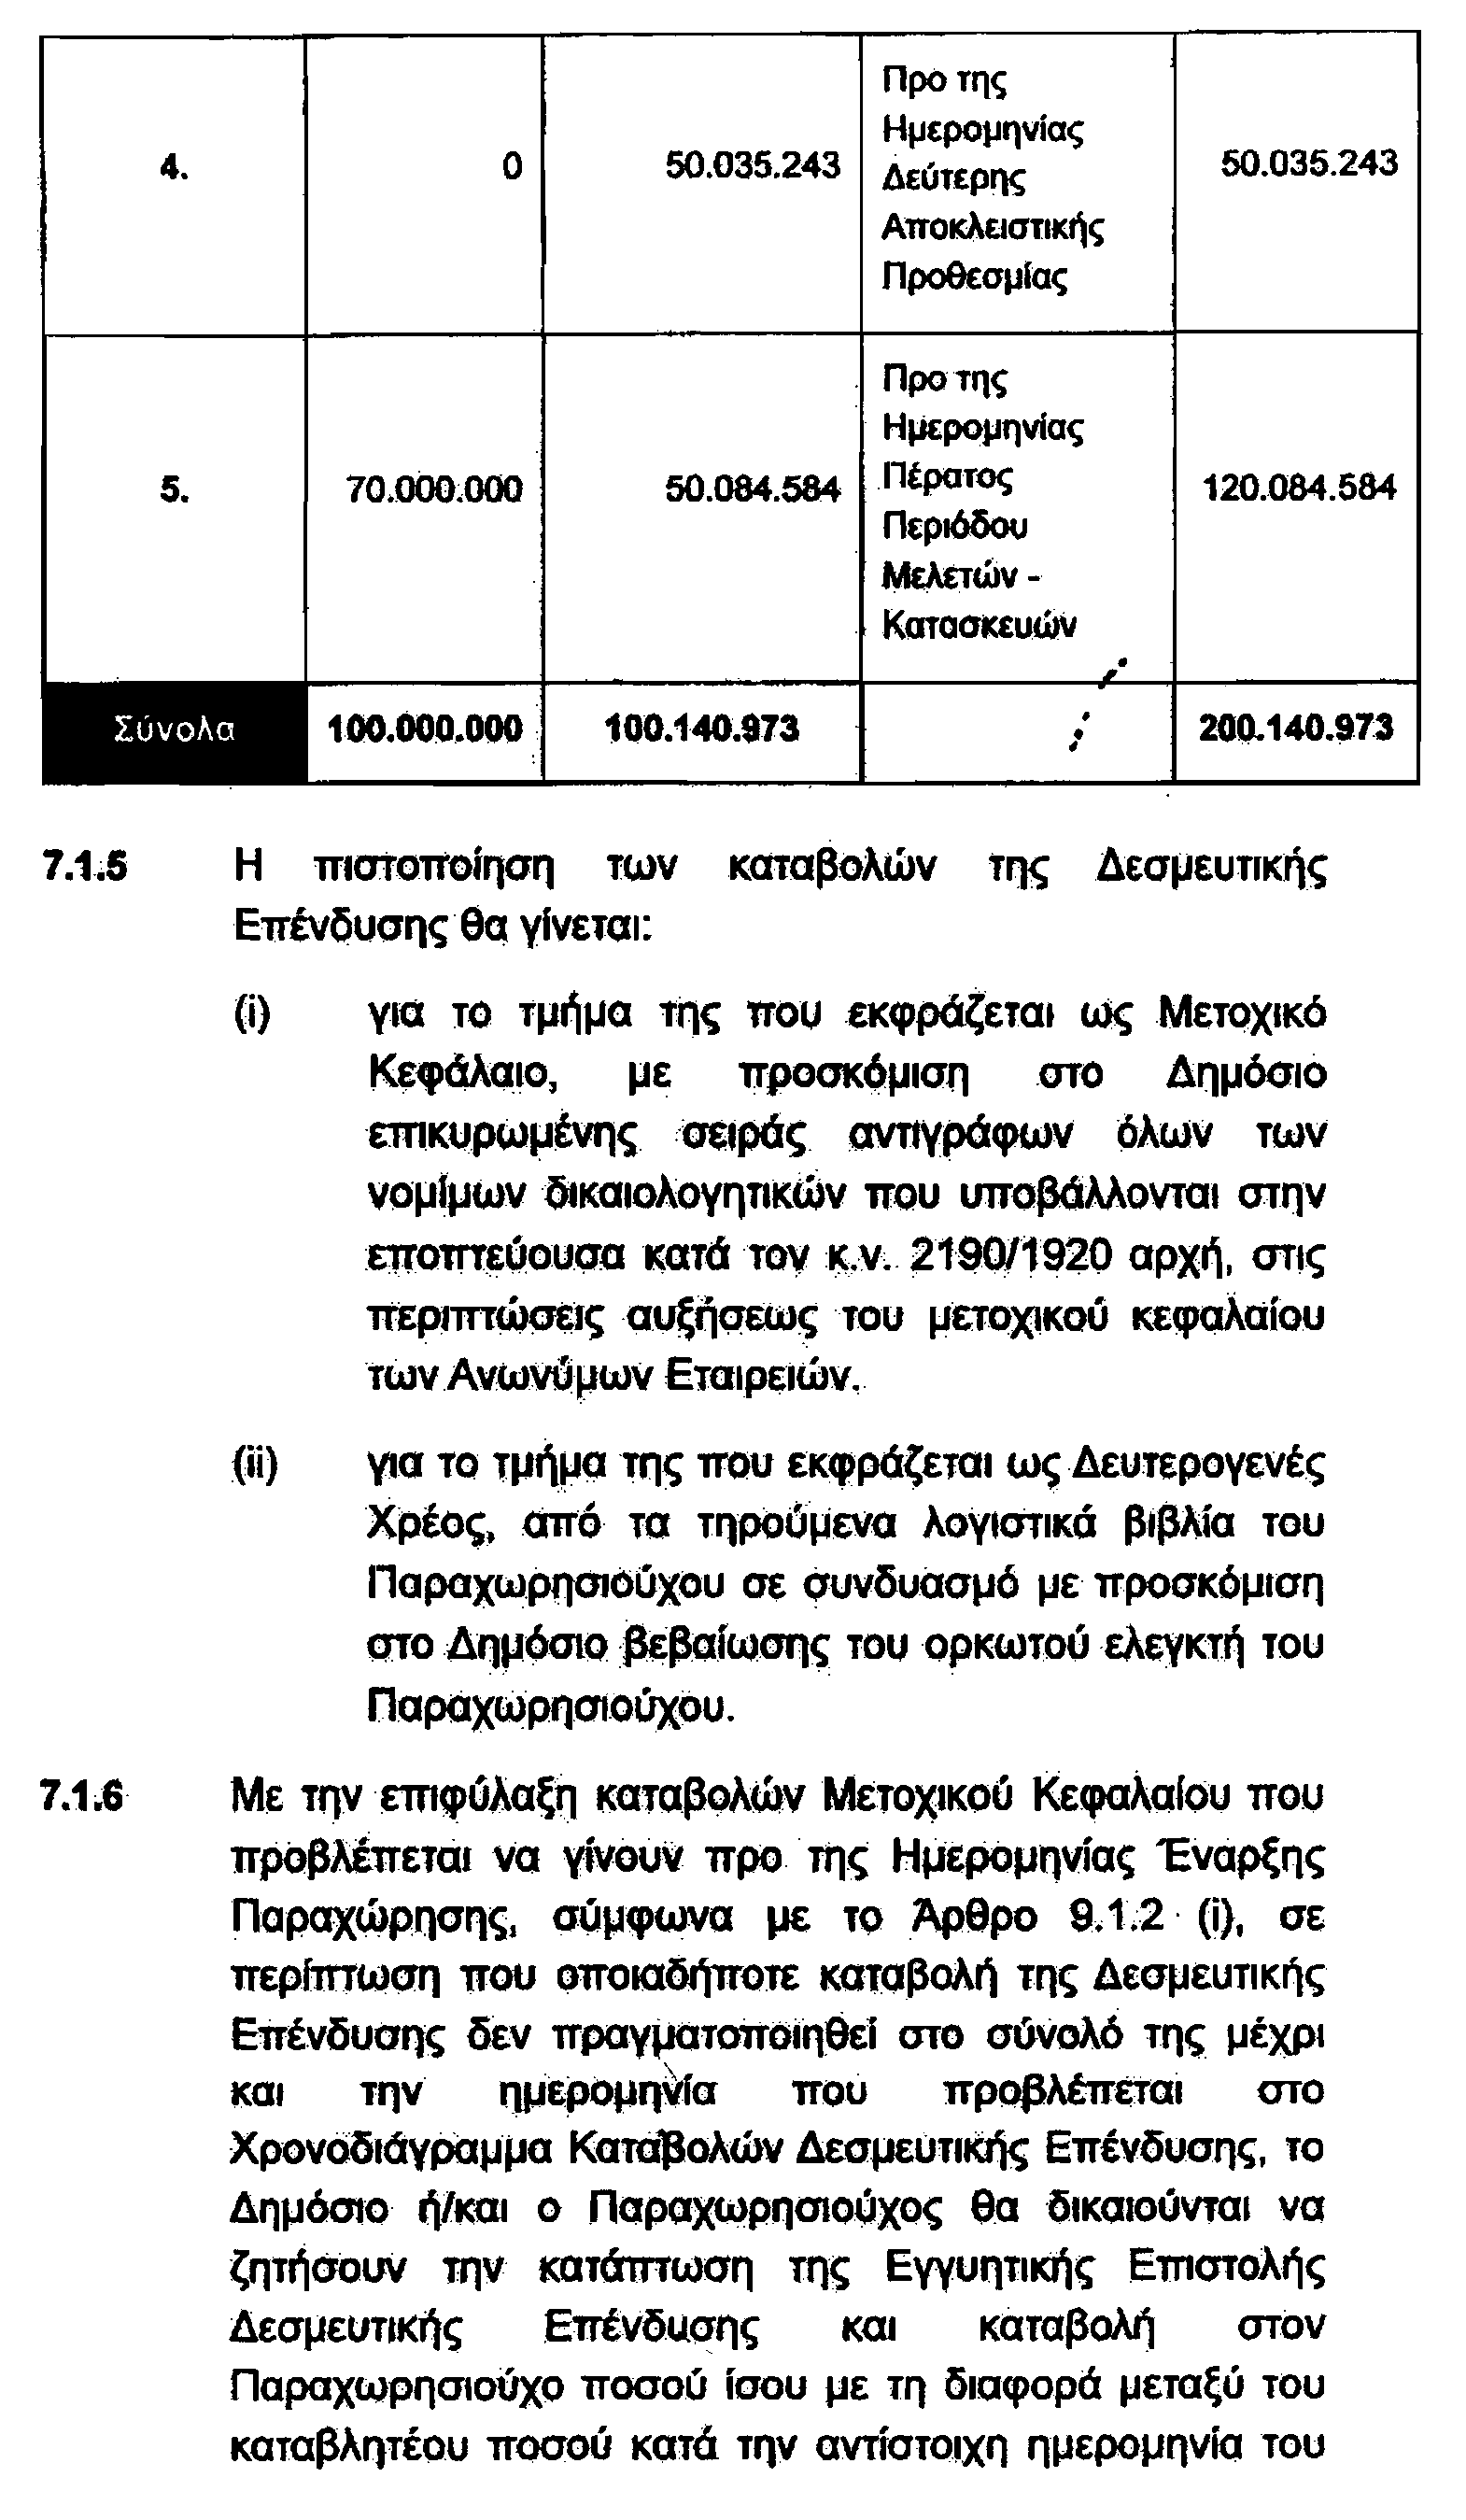 Προ της
Ημερομηνίας
4. 0 50.035.243 Δεύτερης 50.035.243
Αποκλειστικής
Προθεσμίας
Προ της
Ημερομηνίας
5. 70.000.000 50.084.584 Πέρατος 120.084.584
Περιόδου
Μελετών -
Κατασκευών
Σύνολα 100.000.000 100.140.973 200.140.973
7.1.5 Η πιστοποίηση των καταβολών της Δεσμευτικής
Επένδυσης θα γίνεται:
(i) για το τμήμα της που εκφράζεται ως Μετοχικό
Κεφάλαιο, με προσκόμιση στο Δημόσιο
επικυρωμένης σειράς αντιγράφων όλων των
νομίμων δικαιολογητικών που υποβάλλονται στην
εποπτεύουσα κατά τον κ.ν. 2190/1920 αρχή, στις
περιπτώσεις αυξήσεως του μετοχικού κεφαλαίου
των Ανωνύμων Εταιρειών.
(ii) για το τμήμα της που εκφράζεται ως Δευτερογενές
Χρέος, από τα τηρούμενα λογιστικά βιβλία του
Παραχωρησιούχου σε συνδυασμό με προσκόμιση
στο Δημόσιο βεβαίωσης του ορκωτού ελεγκτή του
Παραχωρησιούχου.
7.1.6 Με την επιφύλαξη καταβολών Μετοχικού Κεφαλαίου που
προβλέπεται να γίνουν προ της Ημερομηνίας Έναρξης
Παραχώρησης, σύμφωνα με το Άρθρο 9.1.2 (i), σε
περίπτωση που οποιαδήποτε καταβολή της Δεσμευτικής
Επένδυσης δεν πραγματοποιηθεί στο σύνολό της μέχρι
και την ημερομηνία που προβλέπεται στο
Χρονοδιάγραμμα Καταβολών Δεσμευτικής Επένδυσης, το
Δημόσιο ή/και ο Παραχωρησιούχος θα δικαιούνται να
ζητήσουν την κατάπτωση της Εγγυητικής Επιστολής
Δεσμευτικής Επένδυσης και καταβολή στον
Παραχωρησιούχο ποσού ίσου με τη διαφορά μεταξύ του
καταβλητέου ποσού κατά την αντίστοιχη ημερομηνία του